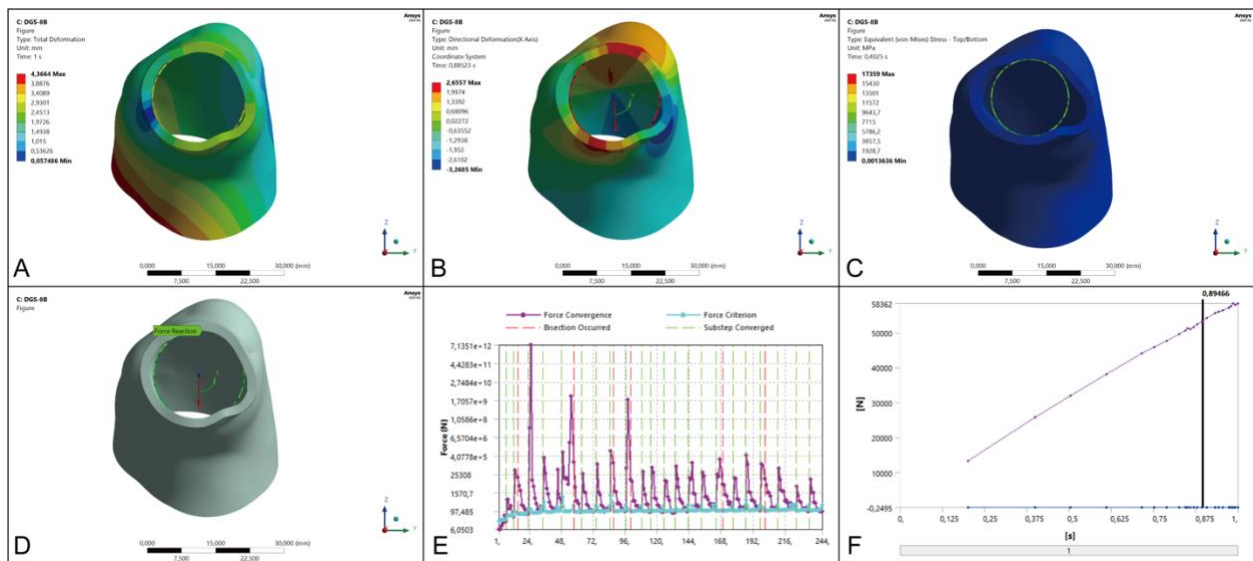 C: DGS-8B
Figure
Type: Total Deformation
Unit: mm
Time: 1 s
4,3664 Max
3,8876
3,4089
2,9301
2,4513
1,9726
1,4938
1,015
0,53626
0,057486 Min
Ansys
Z
Y
0,000 15,000 30,000 (mm)
7,500 22,500
A
C: DGS-8B
Figure
Type: Directional Deformation(X Axis)
Unit: mm
Coordinate System
Time: 0,88523 s
2,6557 Max
1,9974
1,3392
0,68096
0,02272
-0,63552
-1,2938
-1,952
-2,6102
-3,2685 Min
Ansys
Z
Y
0,000 15,000 30,000 (mm)
7,500 22,500
B
C: DGS-8B
Figure
Type: Equivalent (von-Mises) Stress - Top/Bottom
Unit: MPa
Time: 0,4025 s
17359 Max
15430
13501
11572
9643,7
7715
5786,2
3857,5
1928,7
0,0013636 Min
Ansys
Z
Y
0,000 15,000 30,000 (mm)
7,500 22,500
C
C: DGS-8B
Figure
Ansys
Force Reaction
Z
Y
0,000 15,000 30,000 (mm)
7,500 22,500
D
Force Convergence Force Criterion
Bisection Occurred Substep Converged
7,1351e+12
4,4283e+11
2,7484e+10
1,7057e+9
1,0586e+8
6,5704e+6
4,0778e+5
25308
1570,7
97,485
6,0503
Force (N)
1, 24, 48, 72, 96, 120, 144, 168, 192, 216, 244,
E
0,89466
58362
50000
40000
30000
20000
10000
-0,2495
[N]
0, 0,125 0,25 0,375 0,5 0,625 0,75 0,875 1,
[s]
1
F